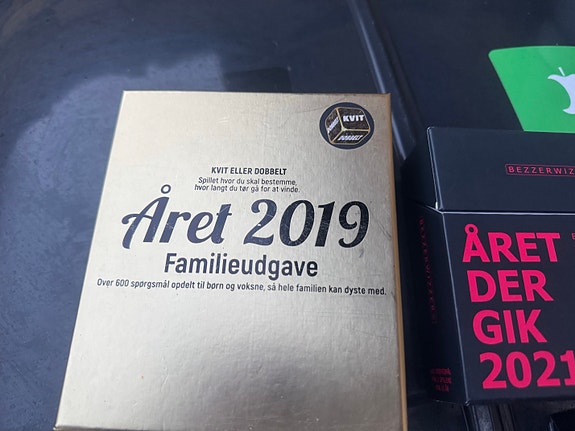 KVIT
DOBBELT
KVIT ELLER DOBBELT
Spillet hvor du skal bestemme,
hvor langt du tør gå for at vinde.
Året 2019
Familieudgave
Over 600 spørgsmål opdelt til børn og voksne, så hele familien kan dyste med.
BEZZERWIZ
ÅRET
DER
GIK
2021